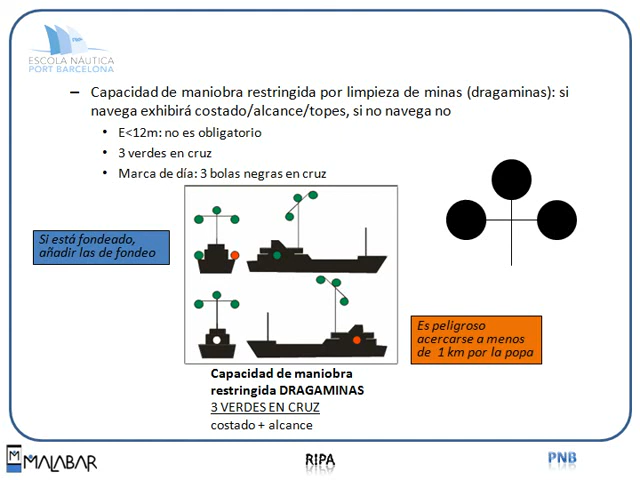 ESCOLA NÁUTICA
PORT BARCELONA
– Capacidad de maniobra restringida por limpieza de minas (dragaminas): si
navega exhibirá costado/alcance/topes, si no navega no
• E<12m: no es obligatorio
• 3 verdes en cruz
• Marca de día: 3 bolas negras en cruz
Si está fondeado,
añadir las de fondeo
Es peligroso
acercarse a menos
de 1 km por la popa
Capacidad de maniobra
restringida DRAGAMINAS
3 VERDES EN CRUZ
costado + alcance
MALABAR
RIPA
PNB